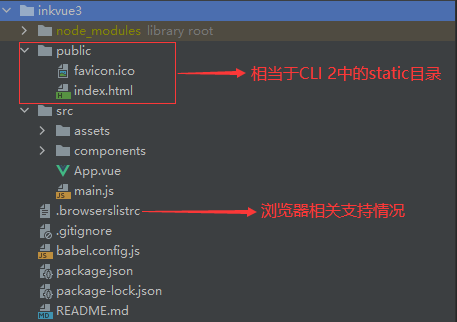 inkvue3
node_modules library root
public
favicon.ico
相当于CLI 2中的static目录
index.html
src
assets
components
App.vue
main.js
.browserslistrc
浏览器相关支持情况
.gitignore
babel.config.js
package.json
package-lock.json
README.md